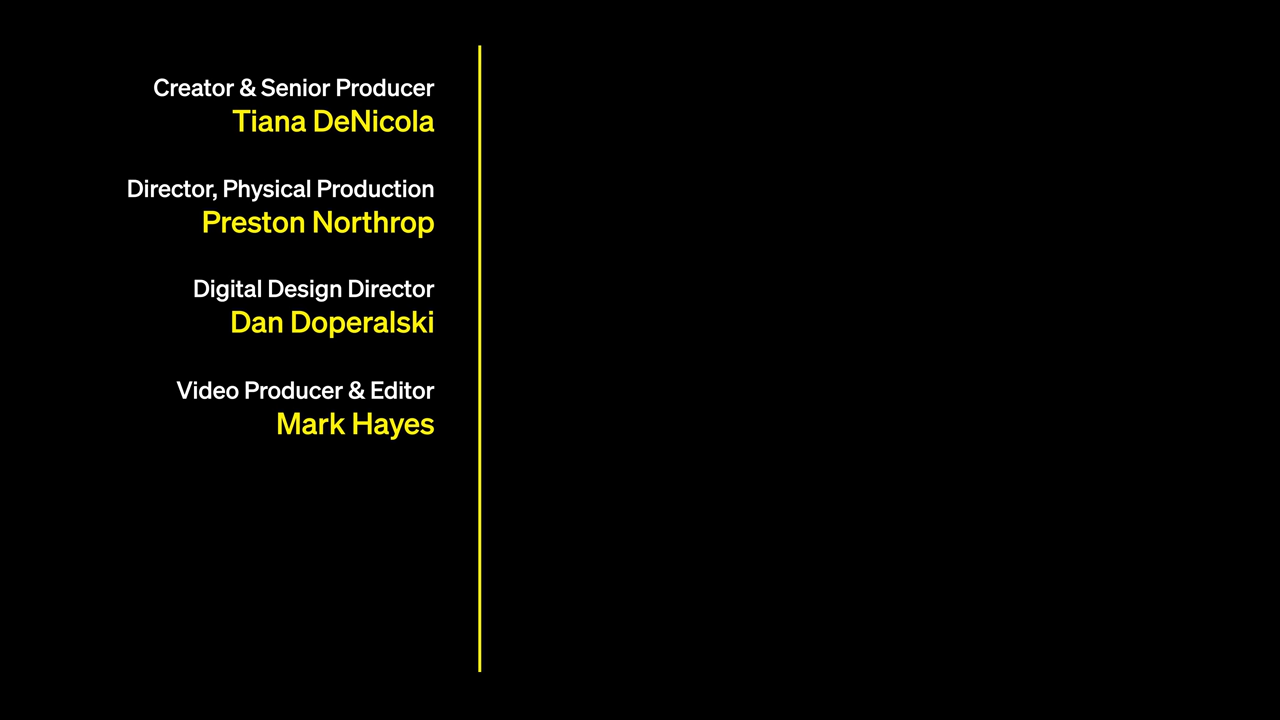 Creator & Senior Producer
Tiana DeNicola
Director, Physical Production
Preston Northrop
Digital Design Director
Dan Doperalski
Video Producer & Editor
Mark Hayes